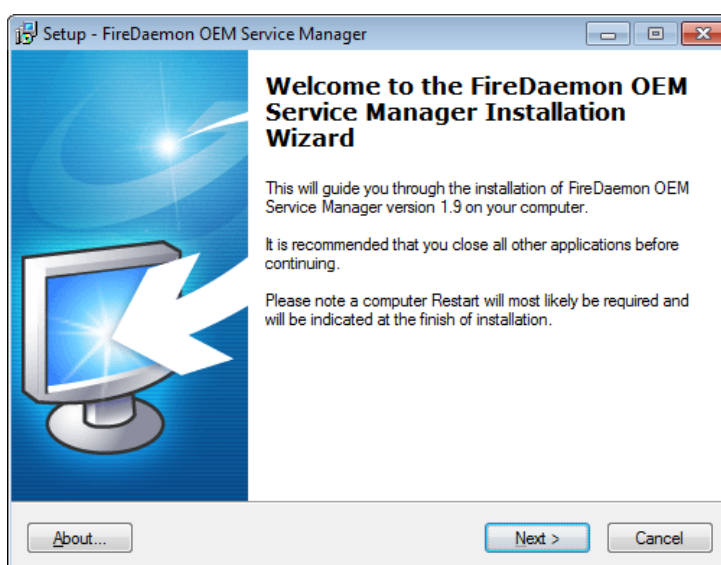 Setup - FireDaemon OEM Service Manager
Welcome to the FireDaemon OEM
Service Manager Installation
Wizard
This will guide you through the installation of FireDaemon OEM
Service Manager version 1.9 on your computer.
It is recommended that you close all other applications before
continuing.
Please note a computer Restart will most likely be required and
will be indicated at the finish of installation.
About...
Next >
Cancel